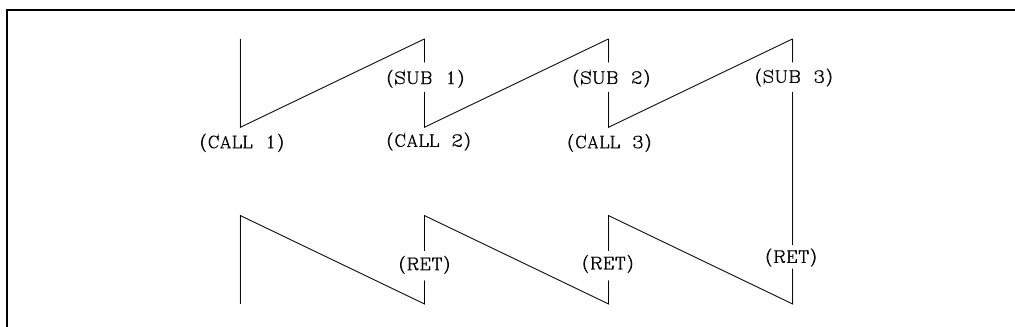 (SUB 1) (SUB 2) (SUB 3)
(CALL 1) (CALL 2) (CALL 3)
(RET) (RET) (RET)